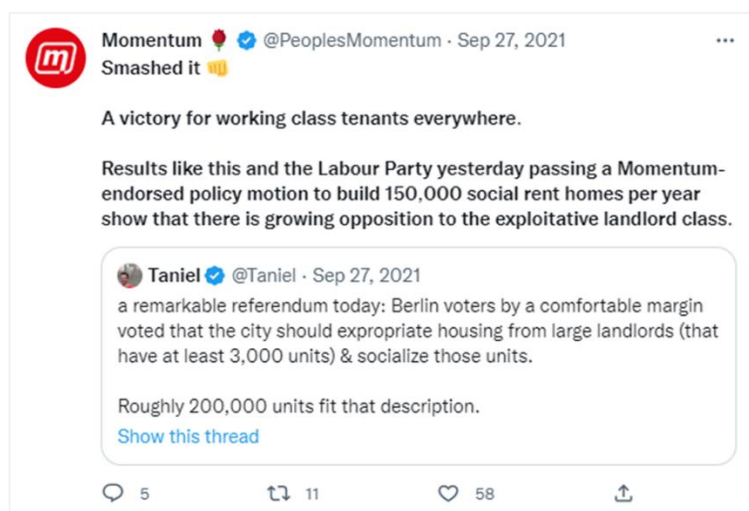 Momentum 🌹 @PeoplesMomentum · Sep 27, 2021
Smashed it 👊
A victory for working class tenants everywhere.
Results like this and the Labour Party yesterday passing a Momentum-
endorsed policy motion to build 150,000 social rent homes per year
show that there is growing opposition to the exploitative landlord class.
Taniel @Taniel · Sep 27, 2021
a remarkable referendum today: Berlin voters by a comfortable margin
voted that the city should expropriate housing from large landlords (that
have at least 3,000 units) & socialize those units.
Roughly 200,000 units fit that description.
Show this thread
5 11 58